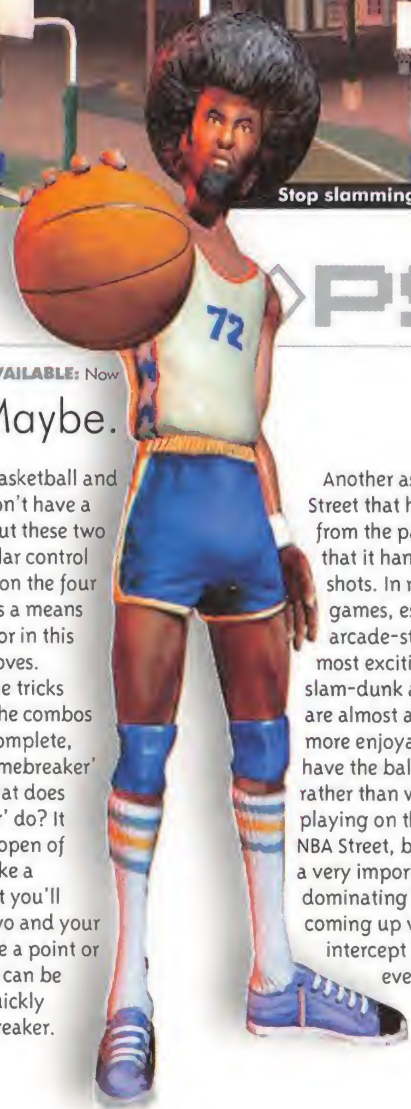 Stop slamming
72
PS
VAILABLE: Now
Maybe.
asketball and
on't have a
ut these two
lar control
on the four
s a means
or in this
oves.
e tricks
he combos
omplete,
mebreaker'
at does
' do? It
open of
ke a
t you'll
vo and your
e a point or
can be
uickly
reaker.
Another as
Street that h
from the pa
that it han
shots. In m
games, es
arcade-st
most exciti
slam-dunk a
are almost a
more enjoya
have the bal
rather than w
playing on th
NBA Street, b
a very impor
dominating
coming up v
intercept
eve